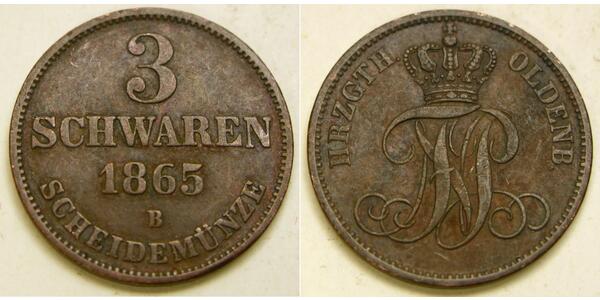 3
SCHWAREN
1865
B
SCHEIDEMÜNZE
HRZGTH OLDENB.